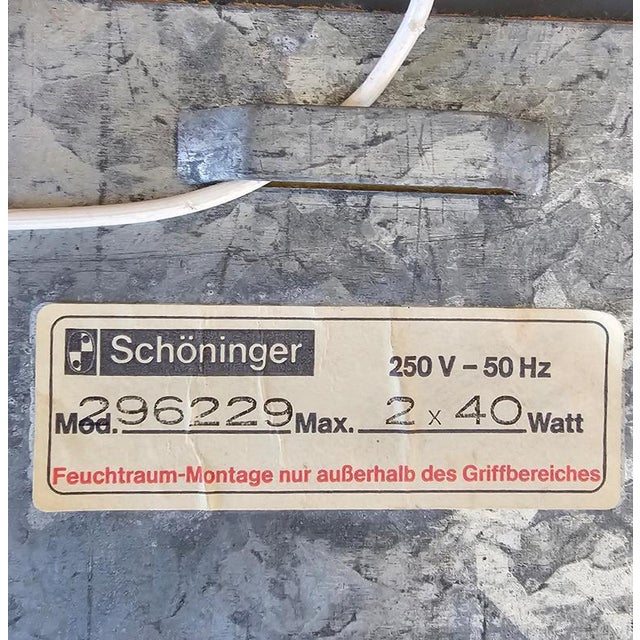 Schöninger
250 V – 50 Hz
Mod. 296229 Max. 2 x 40 Watt
Feuchtraum-Montage nur außerhalb des Griffbereiches